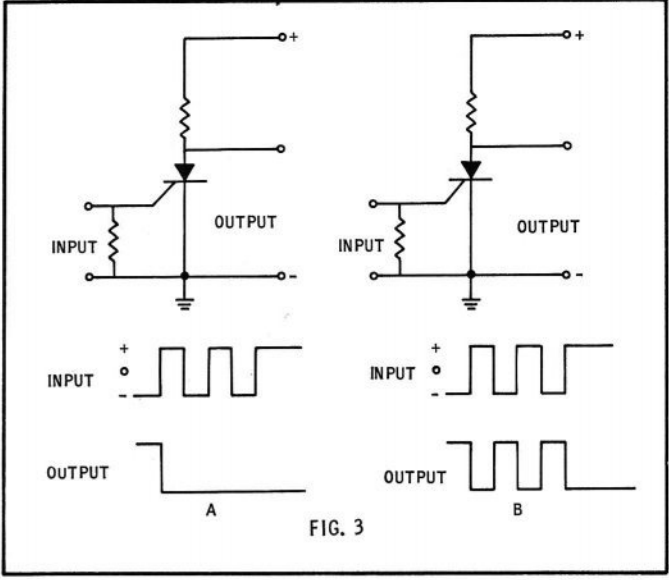 + +
OUTPUT OUTPUT
INPUT INPUT
- -
+ +
INPUT o INPUT o
- -
OUTPUT OUTPUT
A B
FIG. 3